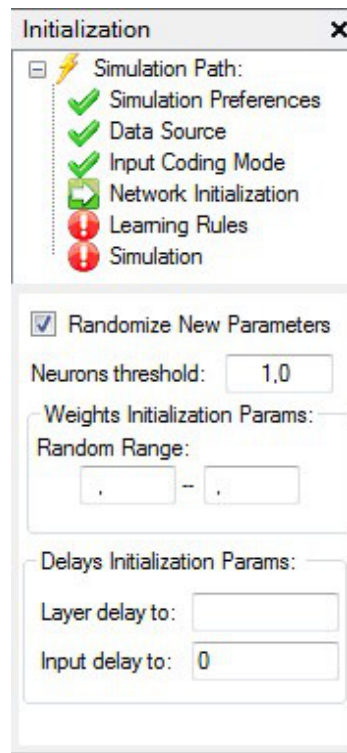 Initialization
Simulation Path:
Simulation Preferences
Data Source
Input Coding Mode
Network Initialization
Learning Rules
Simulation
Randomize New Parameters
Neurons threshold: 1,0
Weights Initialization Params:
Random Range:
, -- ,
Delays Initialization Params:
Layer delay to:
Input delay to: 0